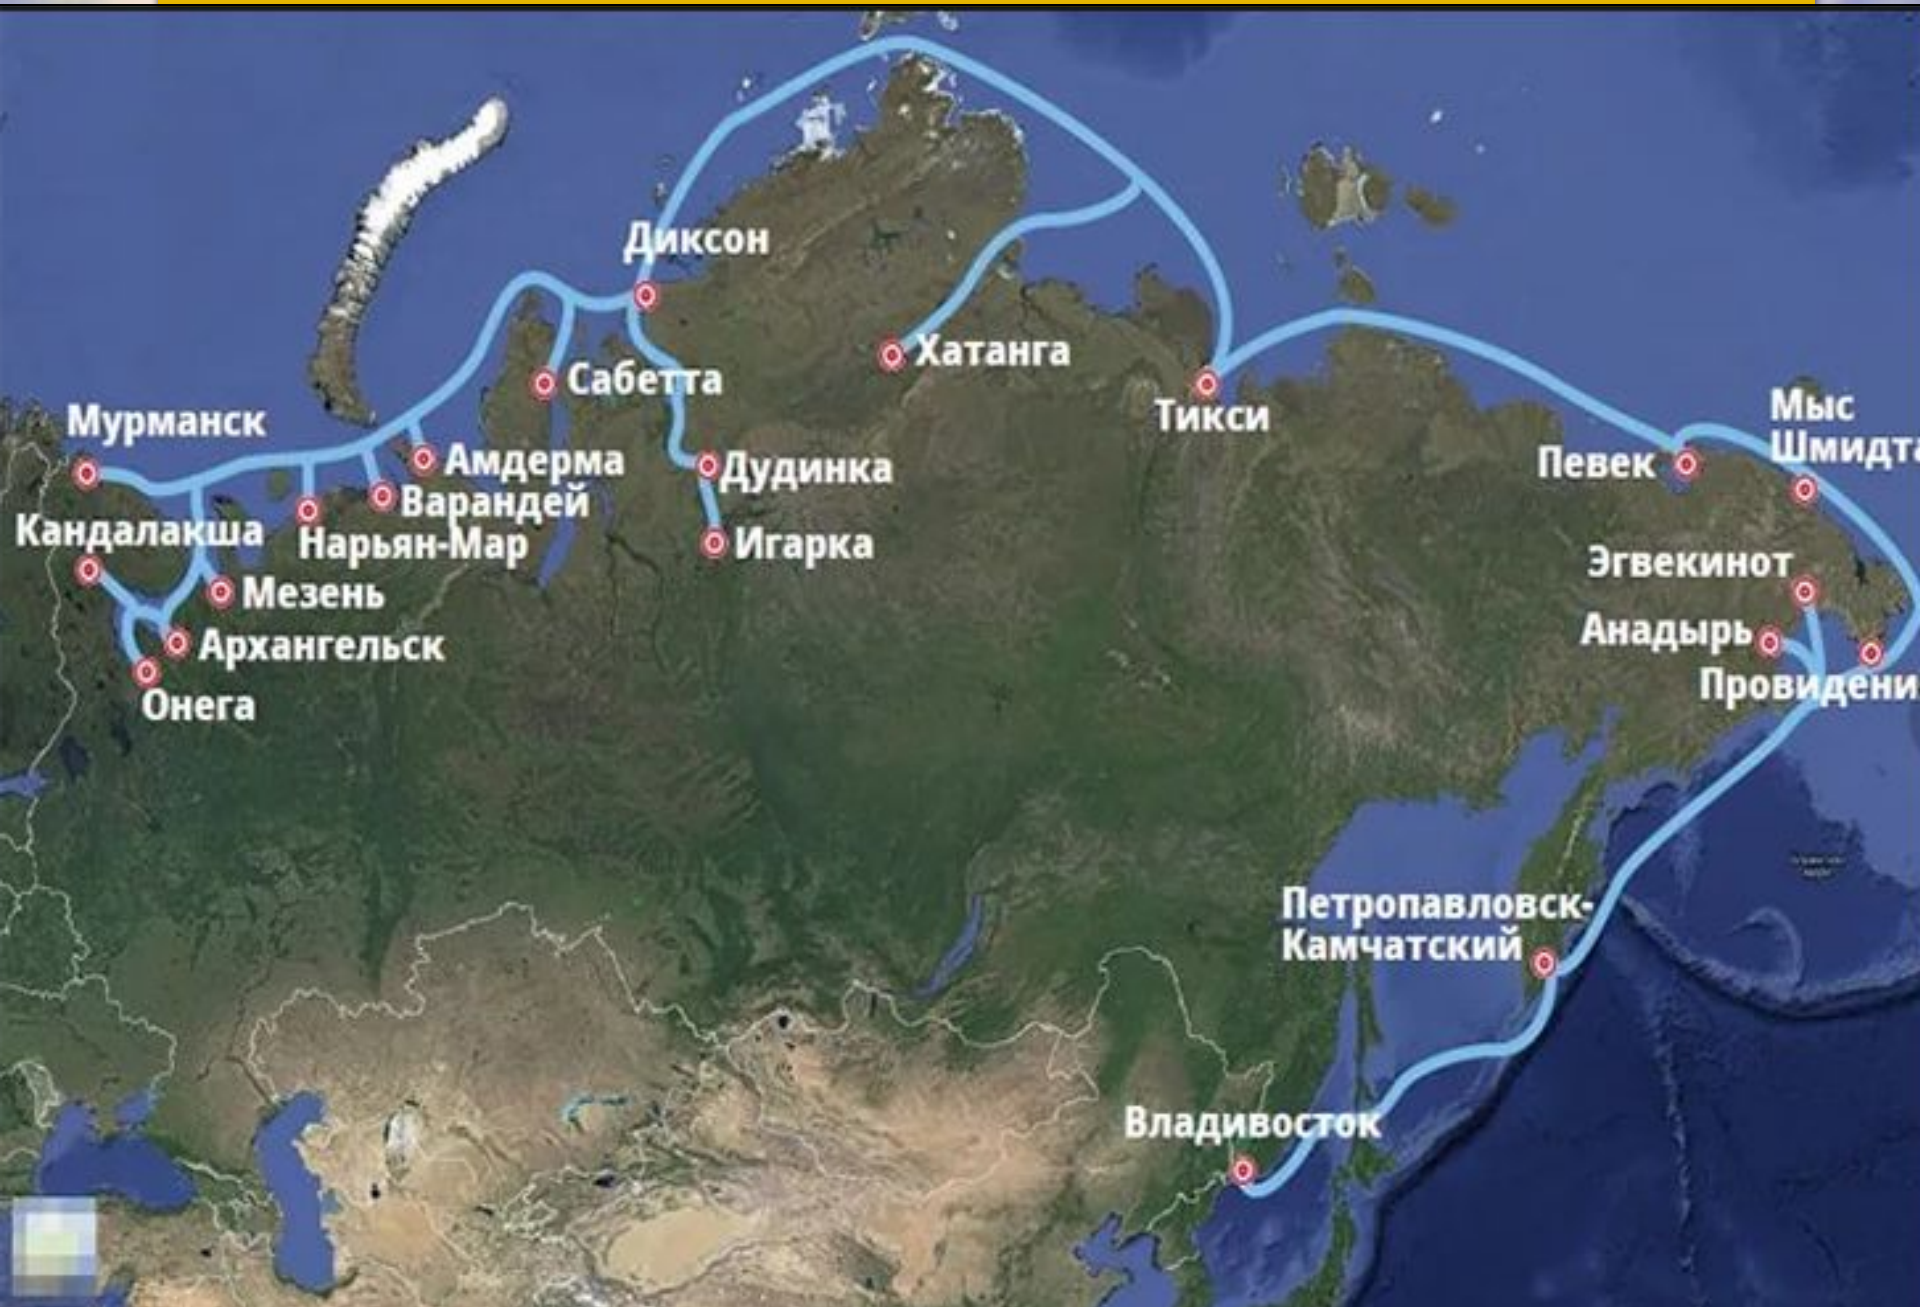 Диксон
Хатанга
Сабетта
Тикси
Мыс
Шмидта
Мурманск
Певек
Амдерма
Дудинка
Варандей
Кандалакша
Нарьян-Мар
Игарка
Эгвекинот
Мезень
Анадырь
Архангельск
Провидени
Онега
Петропавловск-
Камчатский
Владивосток